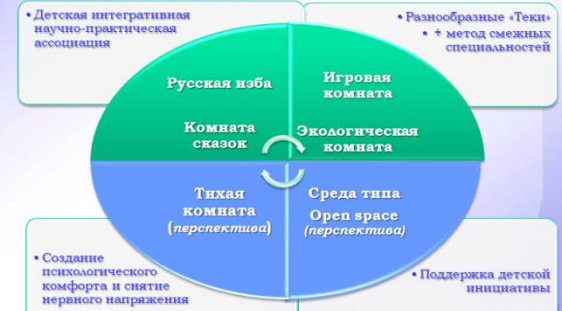 • Детская интегративная
научно-практическая
ассоциация
• Разнообразные «Теки»
• + метод смежных
специальностей
Русская изба
Комната
сказок
Игровая
комната
Экологическая
комната
Тихая
комната
(перспектива)
Среда типа
Open space
(перспектива)
• Создание
психологического
комфорта и снятие
нервного напряжения
• Поддержка детской
инициативы